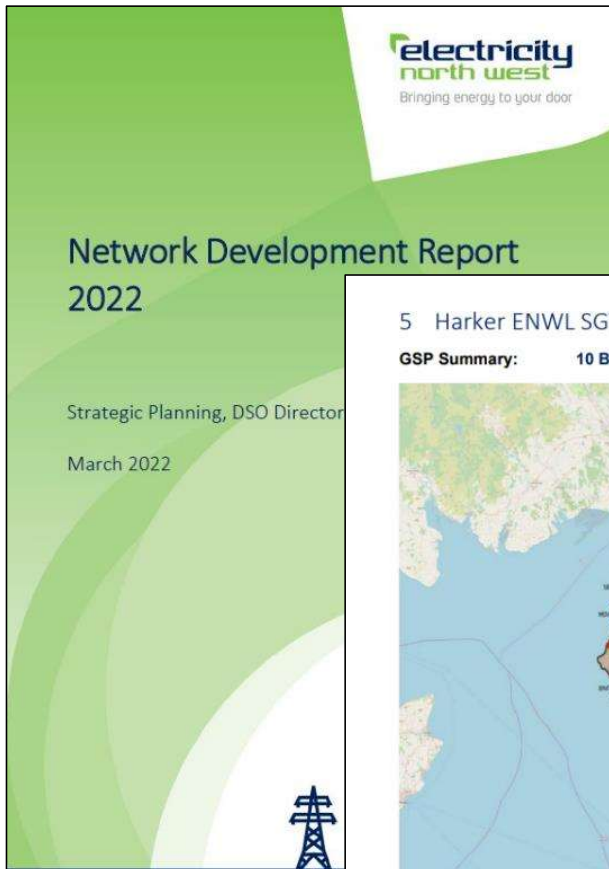 electricity
north west
Bringing energy to your door
Network Development Report
2022
Strategic Planning, DSO Director
March 2022
5 Harker ENWL SG
GSP Summary: 10 B